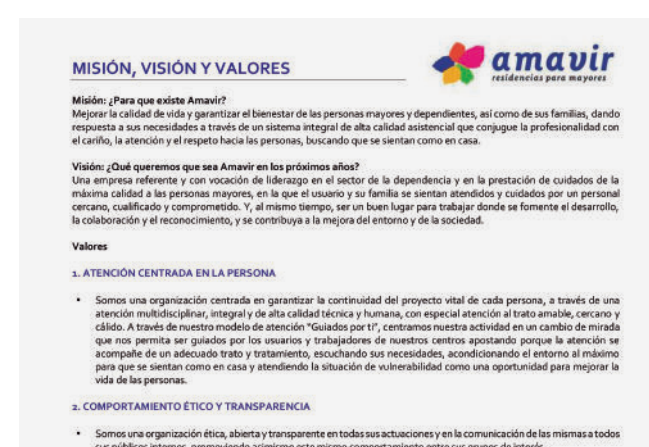 MISIÓN, VISIÓN Y VALORES
amavir
residencias para mayores
Misión: ¿Para que existe Amavir?
Mejorar la calidad de vida y garantizar el bienestar de las personas mayores y dependientes, así como de sus familias, dando
respuesta a sus necesidades a través de un sistema integral de alta calidad asistencial que conjugue la profesionalidad con
el cariño, la atención y el respeto hacia las personas, buscando que se sientan como en casa.
Visión: ¿Qué queremos que sea Amavir en los próximos años?
Una empresa referente y con vocación de liderazgo en el sector de la dependencia y en la prestación de cuidados de la
máxima calidad a las personas mayores, en la que el usuario y su familia se sientan atendidos y cuidados por un personal
cercano, cualificado y comprometido. Y, al mismo tiempo, ser un buen lugar para trabajar donde se fomente el desarrollo,
la colaboración y el reconocimiento, y se contribuya a la mejora del entorno y de la sociedad.
Valores
1. ATENCIÓN CENTRADA EN LA PERSONA
• Somos una organización centrada en garantizar la continuidad del proyecto vital de cada persona, a través de una
atención multidisciplinar, integral y de alta calidad técnica y humana, con especial atención al trato amable, cercano y
cálido. A través de nuestro modelo de atención "Guiados por ti", centramos nuestra actividad en un cambio de mirada
que nos permita ser guiados por los usuarios y trabajadores de nuestros centros apostando porque la atención se
acompañe de un adecuado trato y tratamiento, escuchando sus necesidades, acondicionando el entorno al máximo
para que se sientan como en casa y atendiendo la situación de vulnerabilidad como una oportunidad para mejorar la
vida de las personas.
2. COMPORTAMIENTO ÉTICO Y TRANSPARENCIA
• Somos una organización ética, abierta y transparente en todas sus actuaciones y en la comunicación de las mismas a todos
sus públicos internos, promoviendo asimismo este mismo comportamiento entre sus grupos de interés.